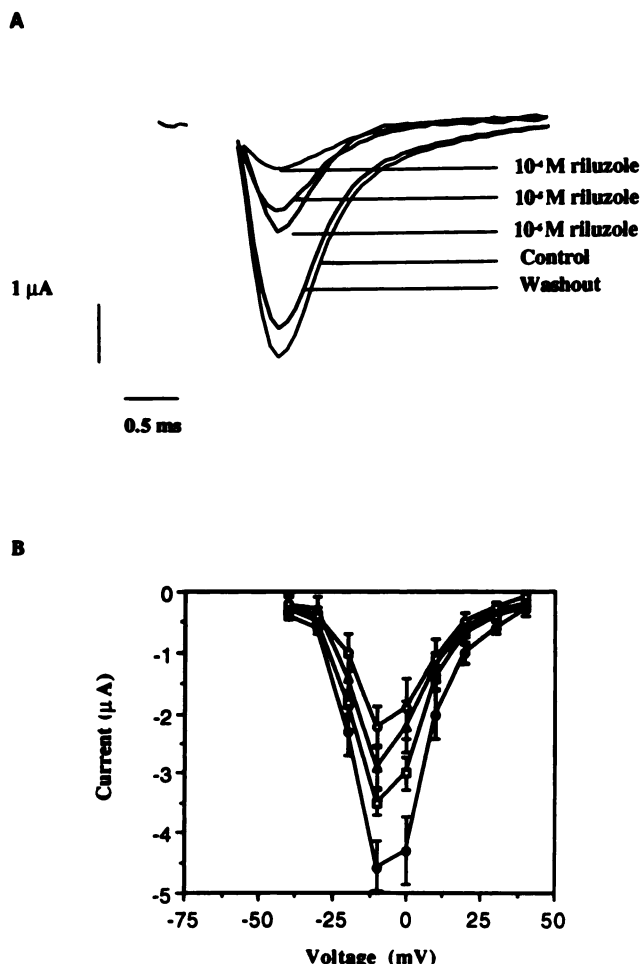 A
10⁻⁴ M riluzole
M riluzole
M riluzole
Control
Washout
1 µA
0.5 ms
B
0
-1
-2
-3
-4
-5
Current (µA)
-75 -50 -25 0 25 50
Voltage (mV)